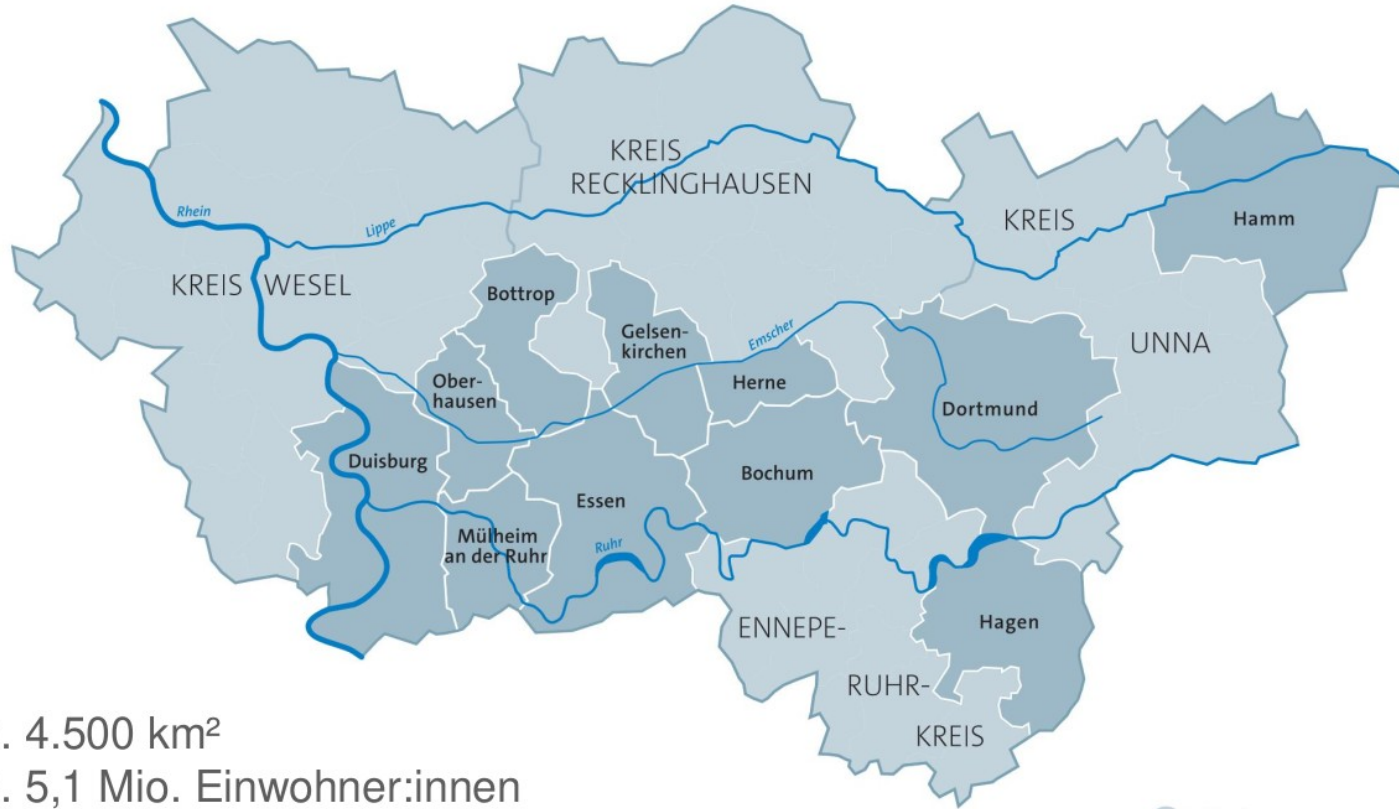 KREIS
RECKLINGHAUSEN
KREIS
Hamm
Rhein
Lippe
KREIS WESEL
Bottrop
Gelsen-
kirchen
Emscher
UNNA
Ober-
hausen
Herne
Dortmund
Duisburg
Bochum
Essen
Mülheim
an der Ruhr
Ruhr
ENNEPE-
Hagen
RUHR-
KREIS
. 4.500 km²
. 5,1 Mio. Einwohner:innen